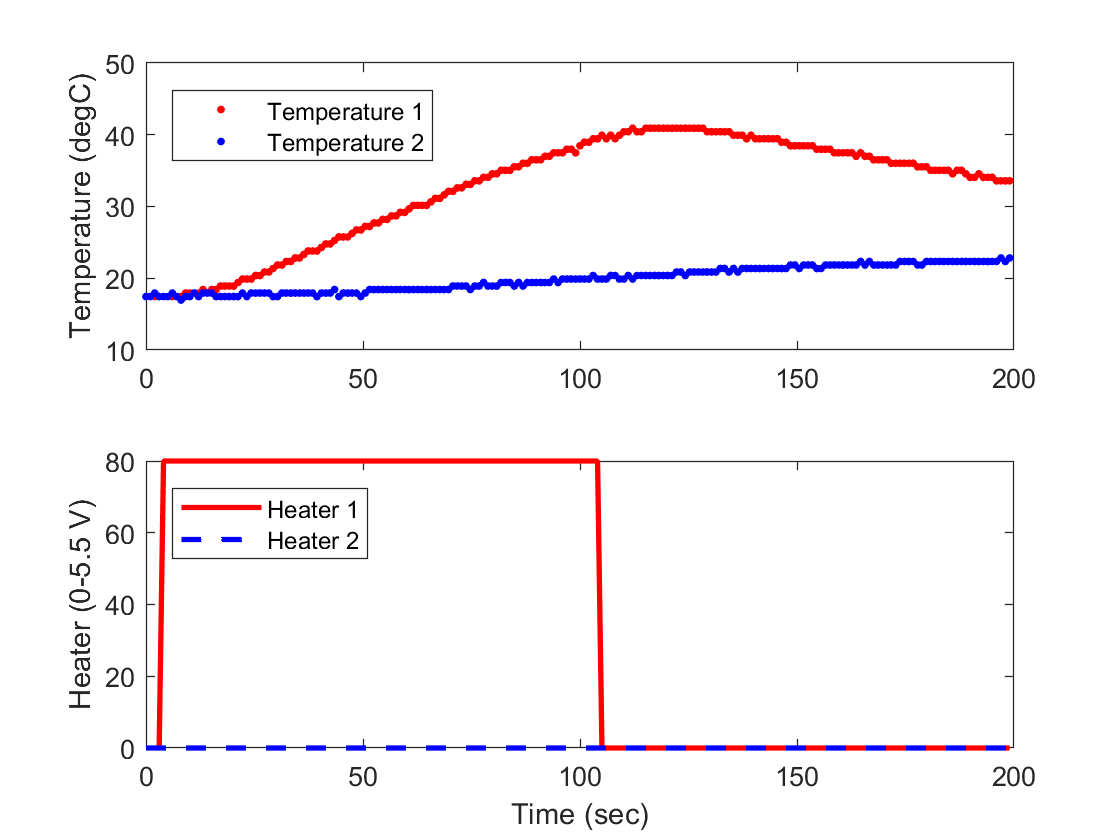 50
40
30
20
10
Temperature (degC)
Temperature 1
Temperature 2
0 50 100 150 200
80
60
40
20
0
Heater (0-5.5 V)
Heater 1
Heater 2
0 50 100 150 200
Time (sec)